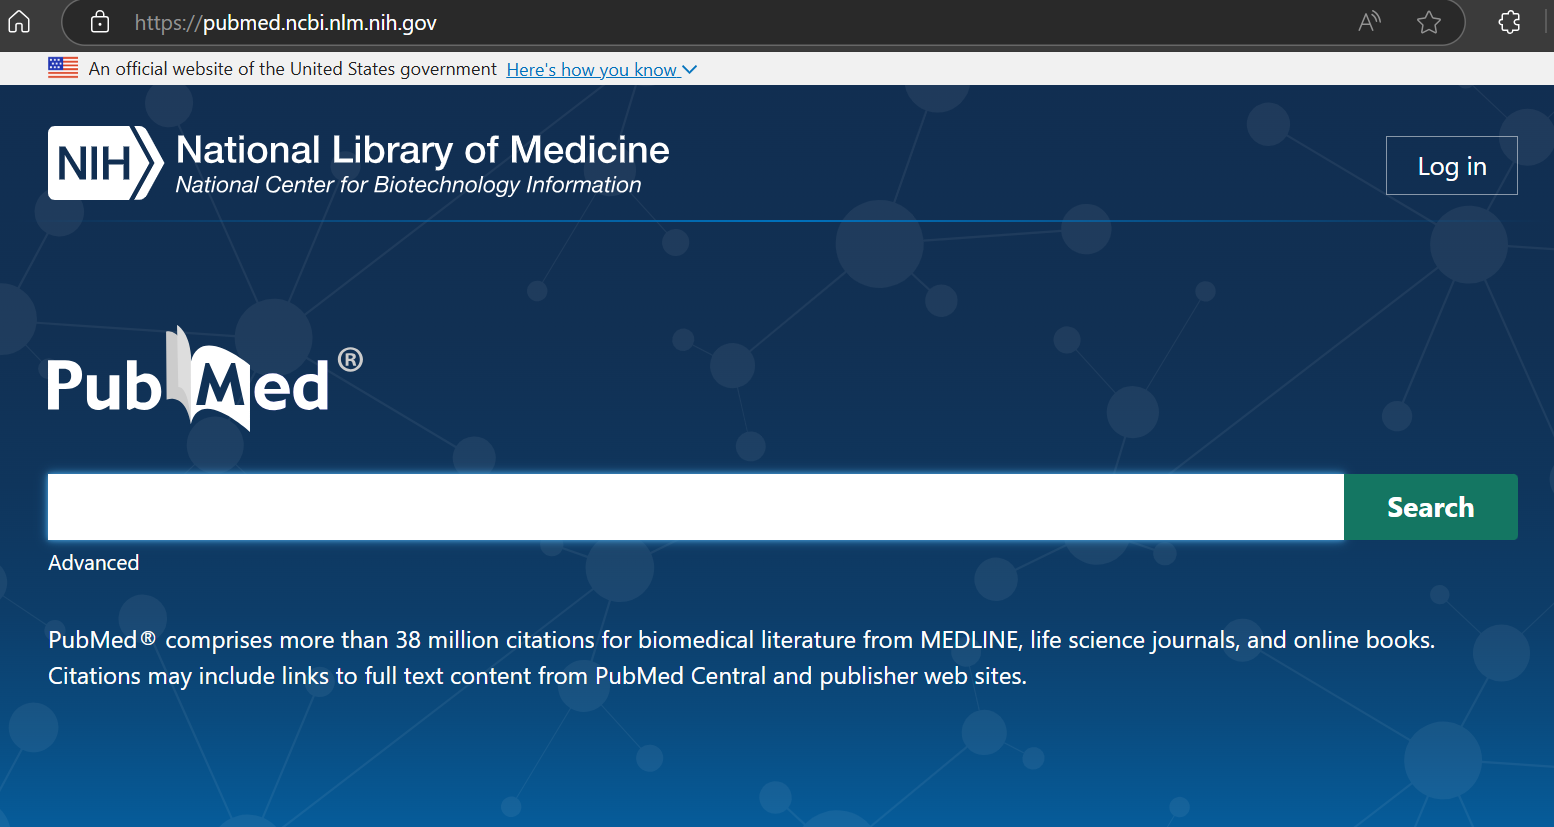 https://pubmed.ncbi.nlm.nih.gov
An official website of the United States government Here's how you know
NIH National Library of Medicine
National Center for Biotechnology Information
Log in
PubMed®
Search
Advanced
PubMed® comprises more than 38 million citations for biomedical literature from MEDLINE, life science journals, and online books.
Citations may include links to full text content from PubMed Central and publisher web sites.